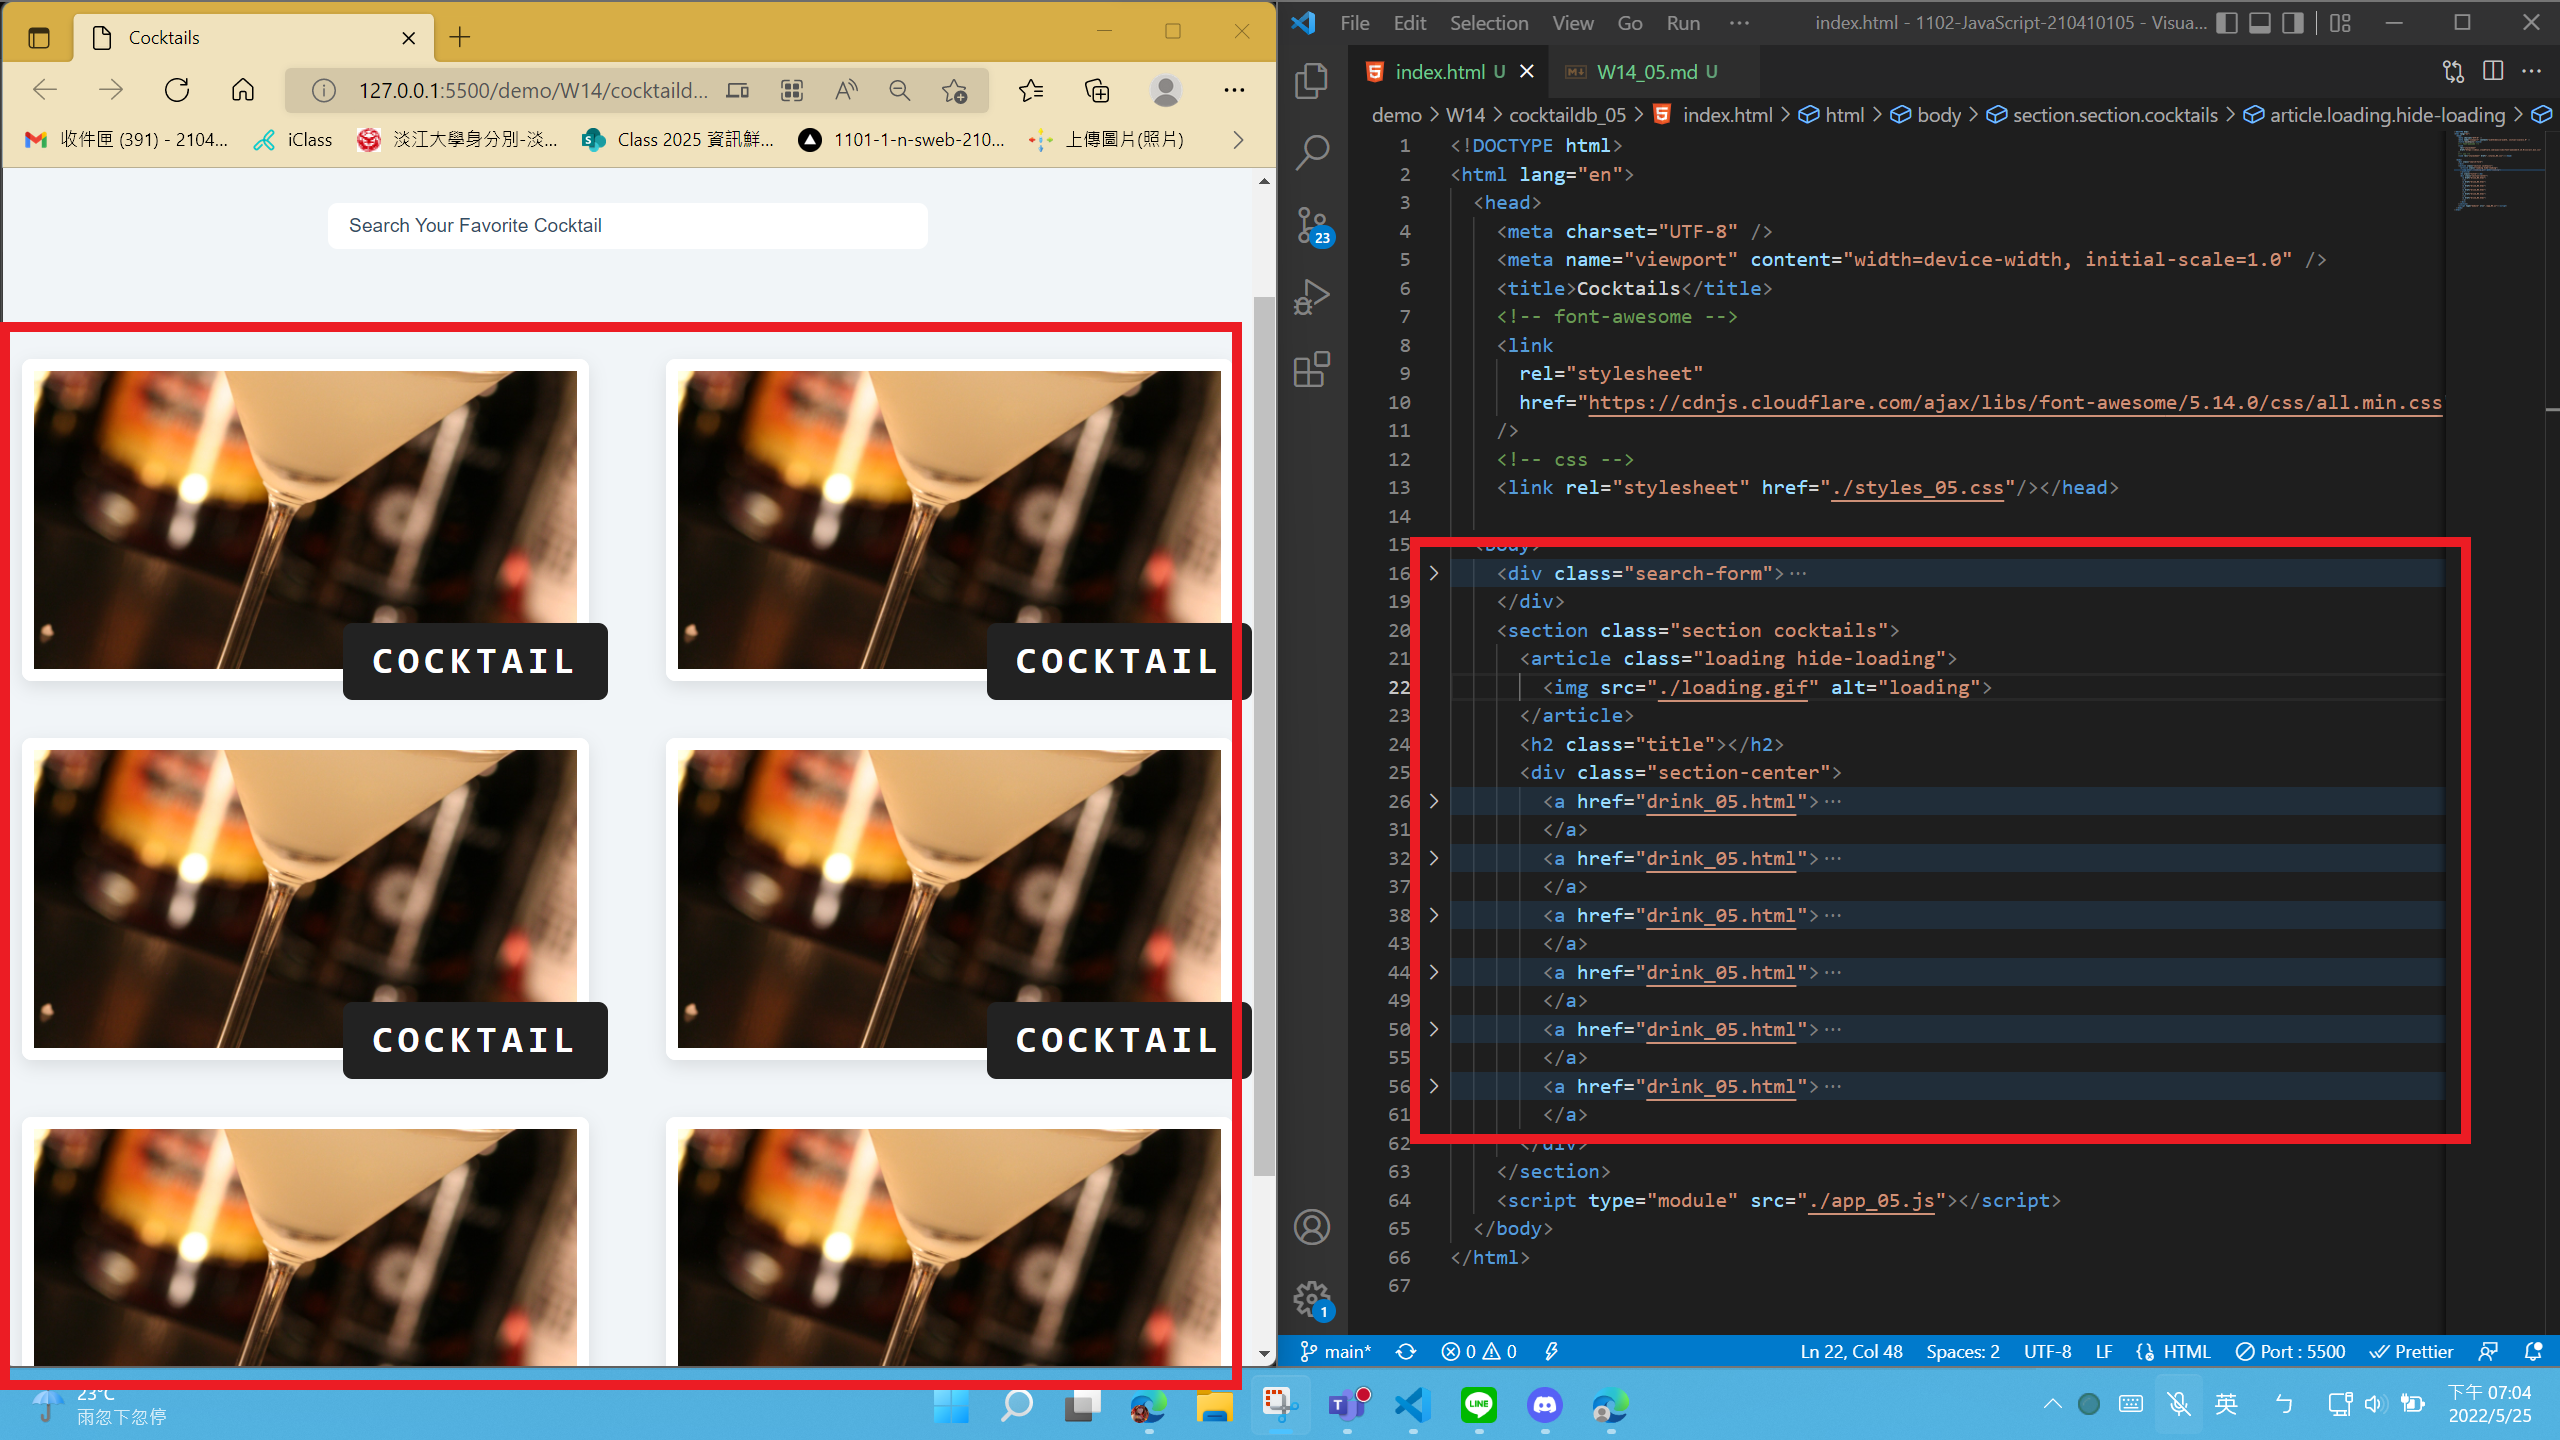 Cocktails
127.0.0.1:5500/demo/W14/cocktaild...
收件匣 (391) - 2104...
iClass
淡江大學身分別-淡...
Class 2025 資訊鮮...
1101-1-n-sweb-210...
上傳圖片(照片)
Search Your Favorite Cocktail
COCKTAIL
COCKTAIL
COCKTAIL
COCKTAIL
File Edit Selection View Go Run ···
index.html - 1102-JavaScript-210410105 - Visua...
index.html U
W14_05.md U
demo > W14 > cocktaildb_05 > index.html > html > body > section.section.cocktails > article.loading.hide-loading >
23
1 <!DOCTYPE html>
2 <html lang="en">
3 <head>
4 <meta charset="UTF-8" />
5 <meta name="viewport" content="width=device-width, initial-scale=1.0" />
6 <title>Cocktails</title>
7 <!-- font-awesome -->
8 <link
9 rel="stylesheet"
10 href="https://cdnjs.cloudflare.com/ajax/libs/font-awesome/5.14.0/css/all.min.css
11 />
12 <!-- css -->
13 <link rel="stylesheet" href="./styles_05.css"/></head>
14
15 <body>
16 <div class="search-form">···
19 </div>
20 <section class="section cocktails">
21 <article class="loading hide-loading">
22 <img src="./loading.gif" alt="loading">
23 </article>
24 <h2 class="title"></h2>
25 <div class="section-center">
26 <a href="drink_05.html">···
31 </a>
32 <a href="drink_05.html">···
37 </a>
38 <a href="drink_05.html">···
43 </a>
44 <a href="drink_05.html">···
49 </a>
50 <a href="drink_05.html">···
55 </a>
56 <a href="drink_05.html">···
61 </a>
62 </div>
63 </section>
64 <script type="module" src="./app_05.js"></script>
65 </body>
66 </html>
67
1
main* 0 0
Ln 22, Col 48 Spaces: 2 UTF-8 LF HTML Port : 5500 Prettier
23°C
雨忽下忽停
LINE
英 ㄅ
下午 07:04
2022/5/25